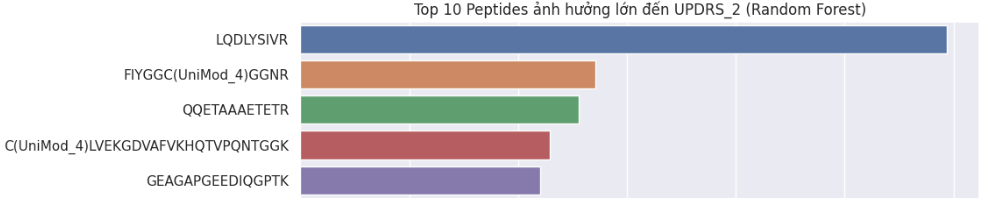 Top 10 Peptides ảnh hưởng lớn đến UPDRS_2 (Random Forest)
LQDLYSIVR
FIYGGC(UniMod_4)GGNR
QQETAAAETETR
C(UniMod_4)LVEKGDVAFVKHQTVPQNTGGK
GEAGAPGEEDIQGPTK